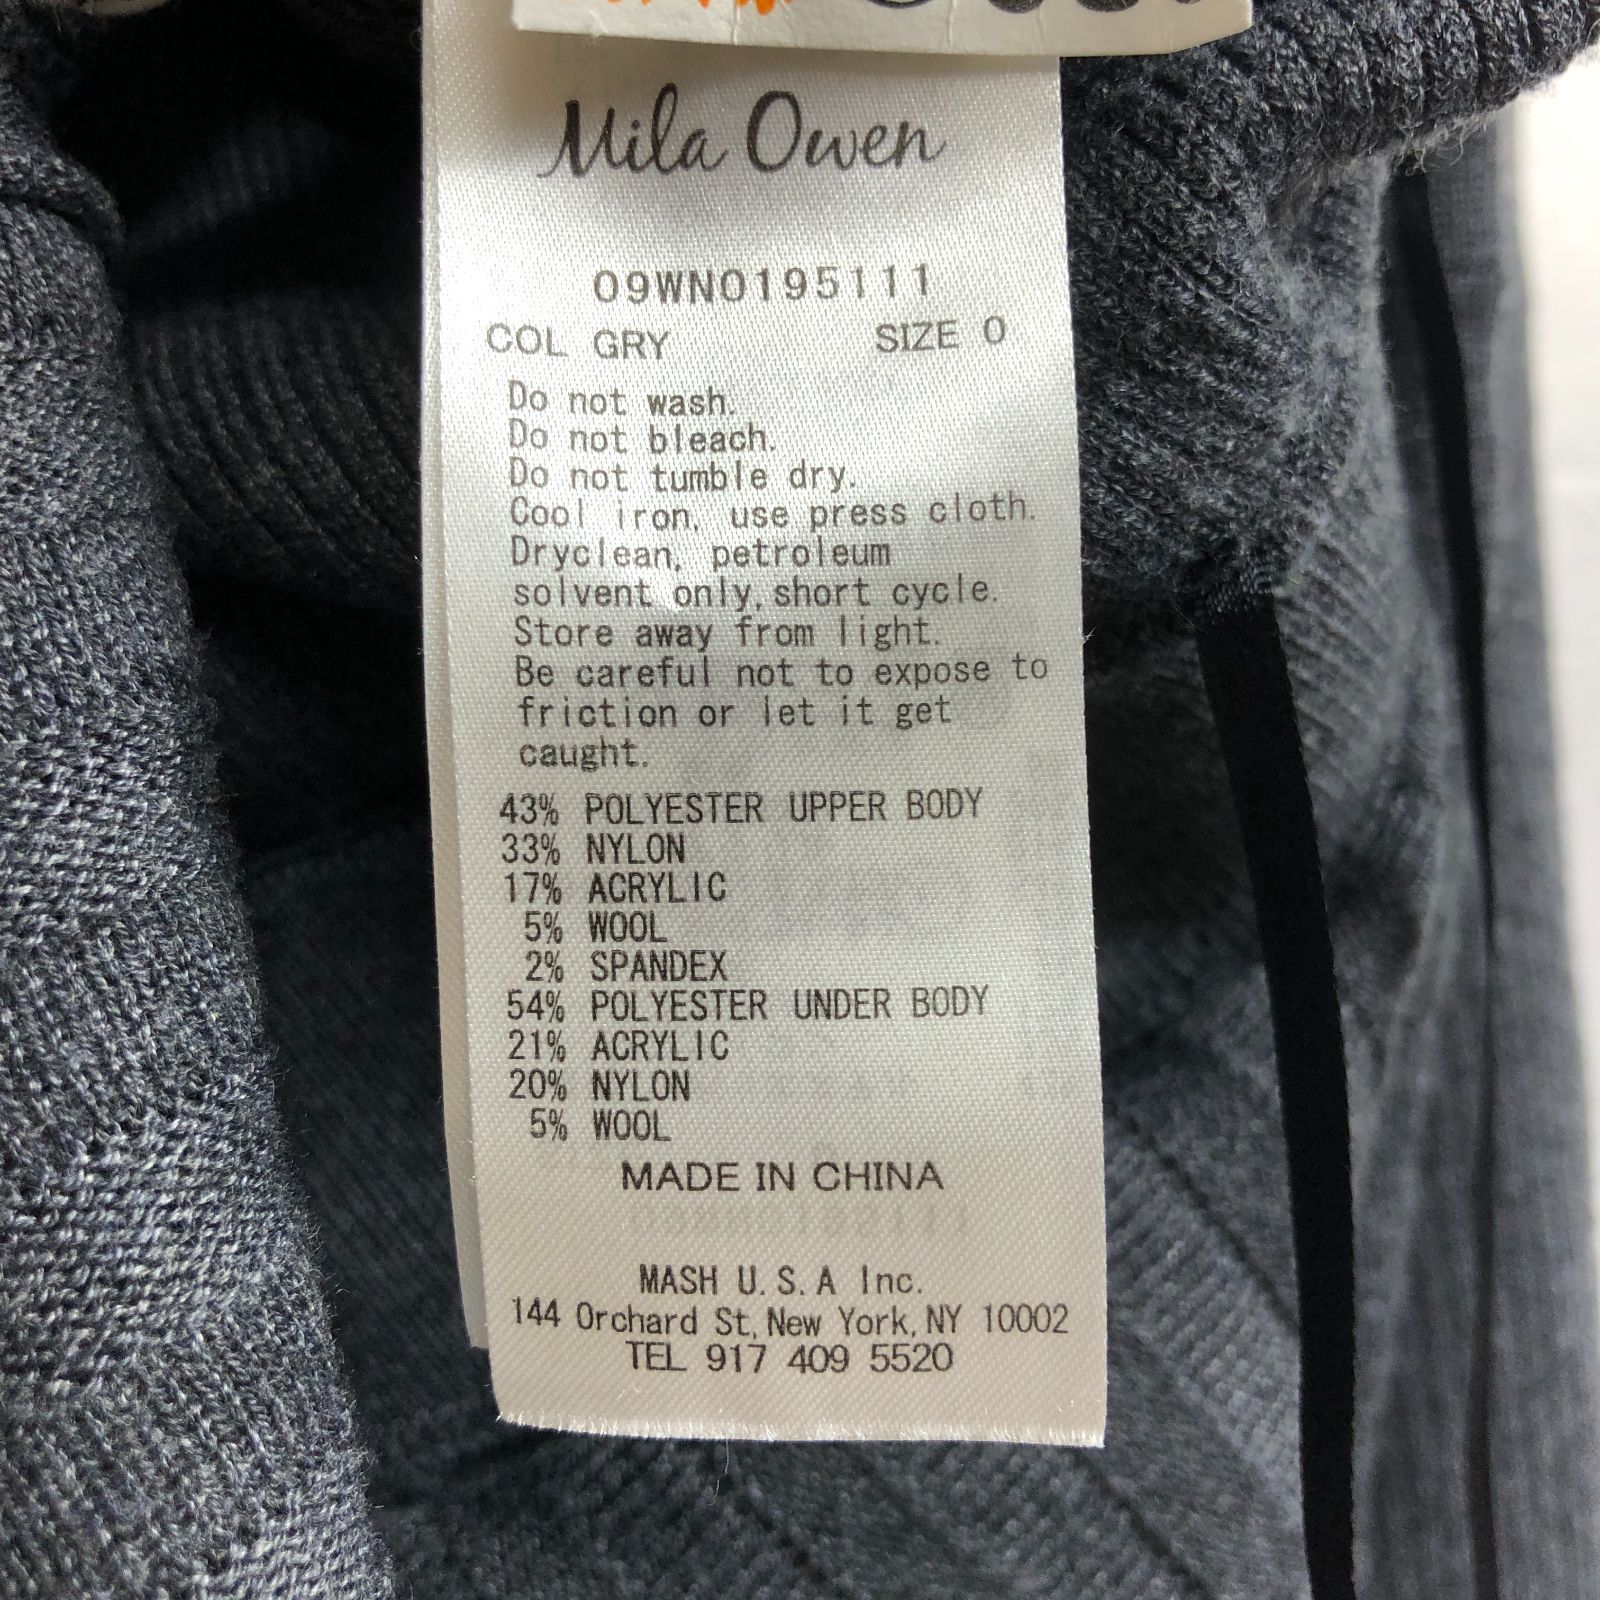 Mila Owen
09WN0195111
COL GRY SIZE 0
Do not wash.
Do not bleach.
Do not tumble dry.
Cool iron, use press cloth.
Dryclean, petroleum
solvent only, short cycle.
Store away from light.
Be careful not to expose to
friction or let it get
caught.
43% POLYESTER UPPER BODY
33% NYLON
17% ACRYLIC
5% WOOL
2% SPANDEX
54% POLYESTER UNDER BODY
21% ACRYLIC
20% NYLON
5% WOOL
MADE IN CHINA
MASH U.S.A Inc.
144 Orchard St, New York, NY 10002
TEL 917 409 5520